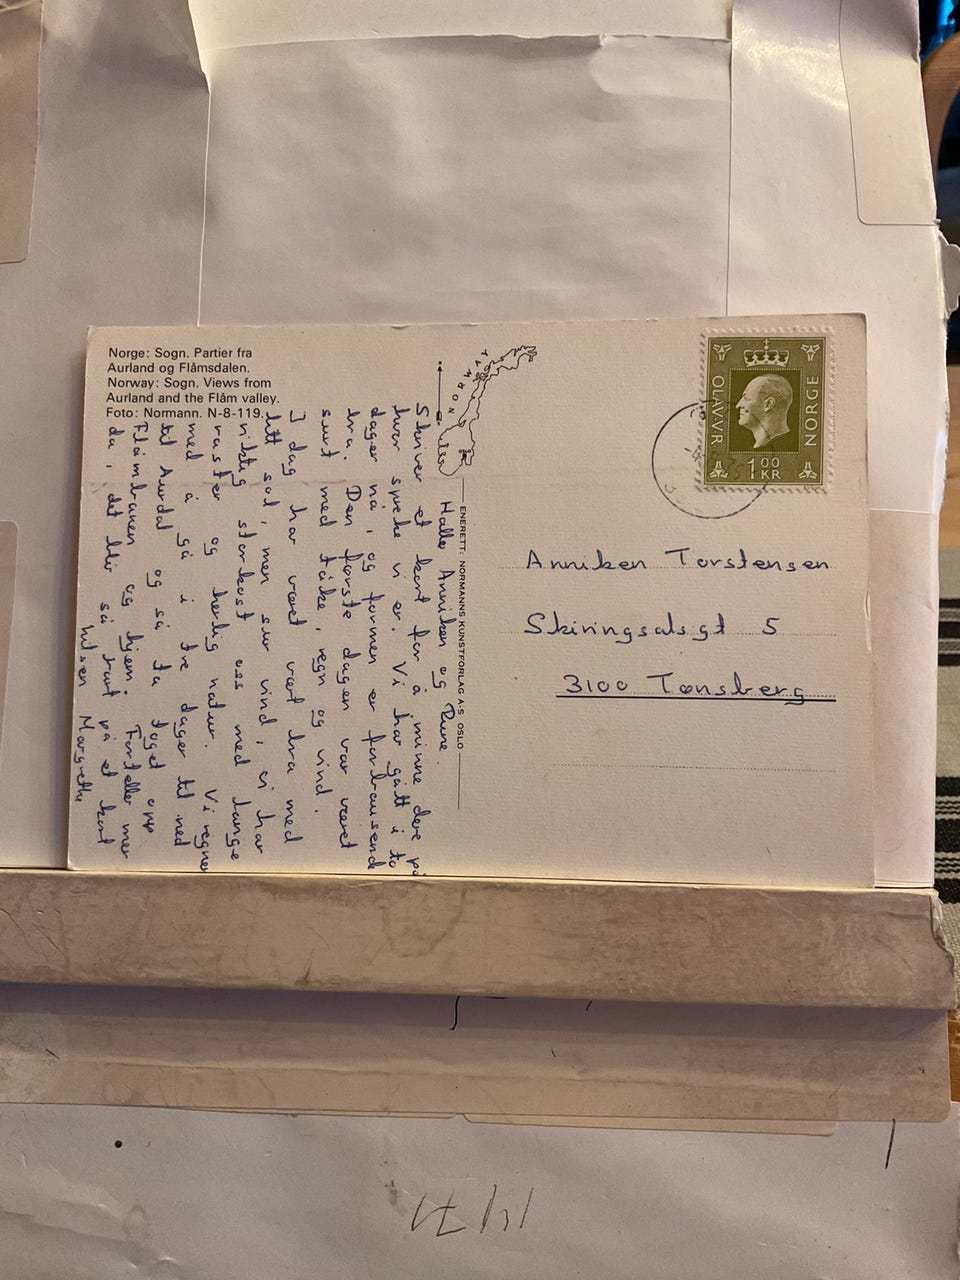 Norge: Sogn. Partier fra
Aurland og Flåmsdalen.
Norway: Sogn. Views from
Aurland and the Flåm valley.
Foto: Normann. N-8-119.
NORWAY
ENERETT: NORMANNS KUNSTFORLAG A·S OSLO
Hallo Anniken og Rune.
Skriver et kort for å minne dere på
hvor spreke vi er. Vi har gått i to
dager nå, og formen er forbausende
bra. Den første dagen var været
surt med tåke, regn og vind.
I dag har været vært bra med
litt sol, men sur vind, vi har
riktig storkost oss med lange
raster og herlig natur. Vi regner
med å gå i tre dager til ned
til Aurdal og så ta toget opp
Flåmbanen og hjem. Forteller mer
da, det blir så rart på et kort
hilsen Margrethe
OLAV.V.R.
NORGE
1 00
KR
Anniken Torstensen
Skiringsalsgt 5
3100 Tønsberg